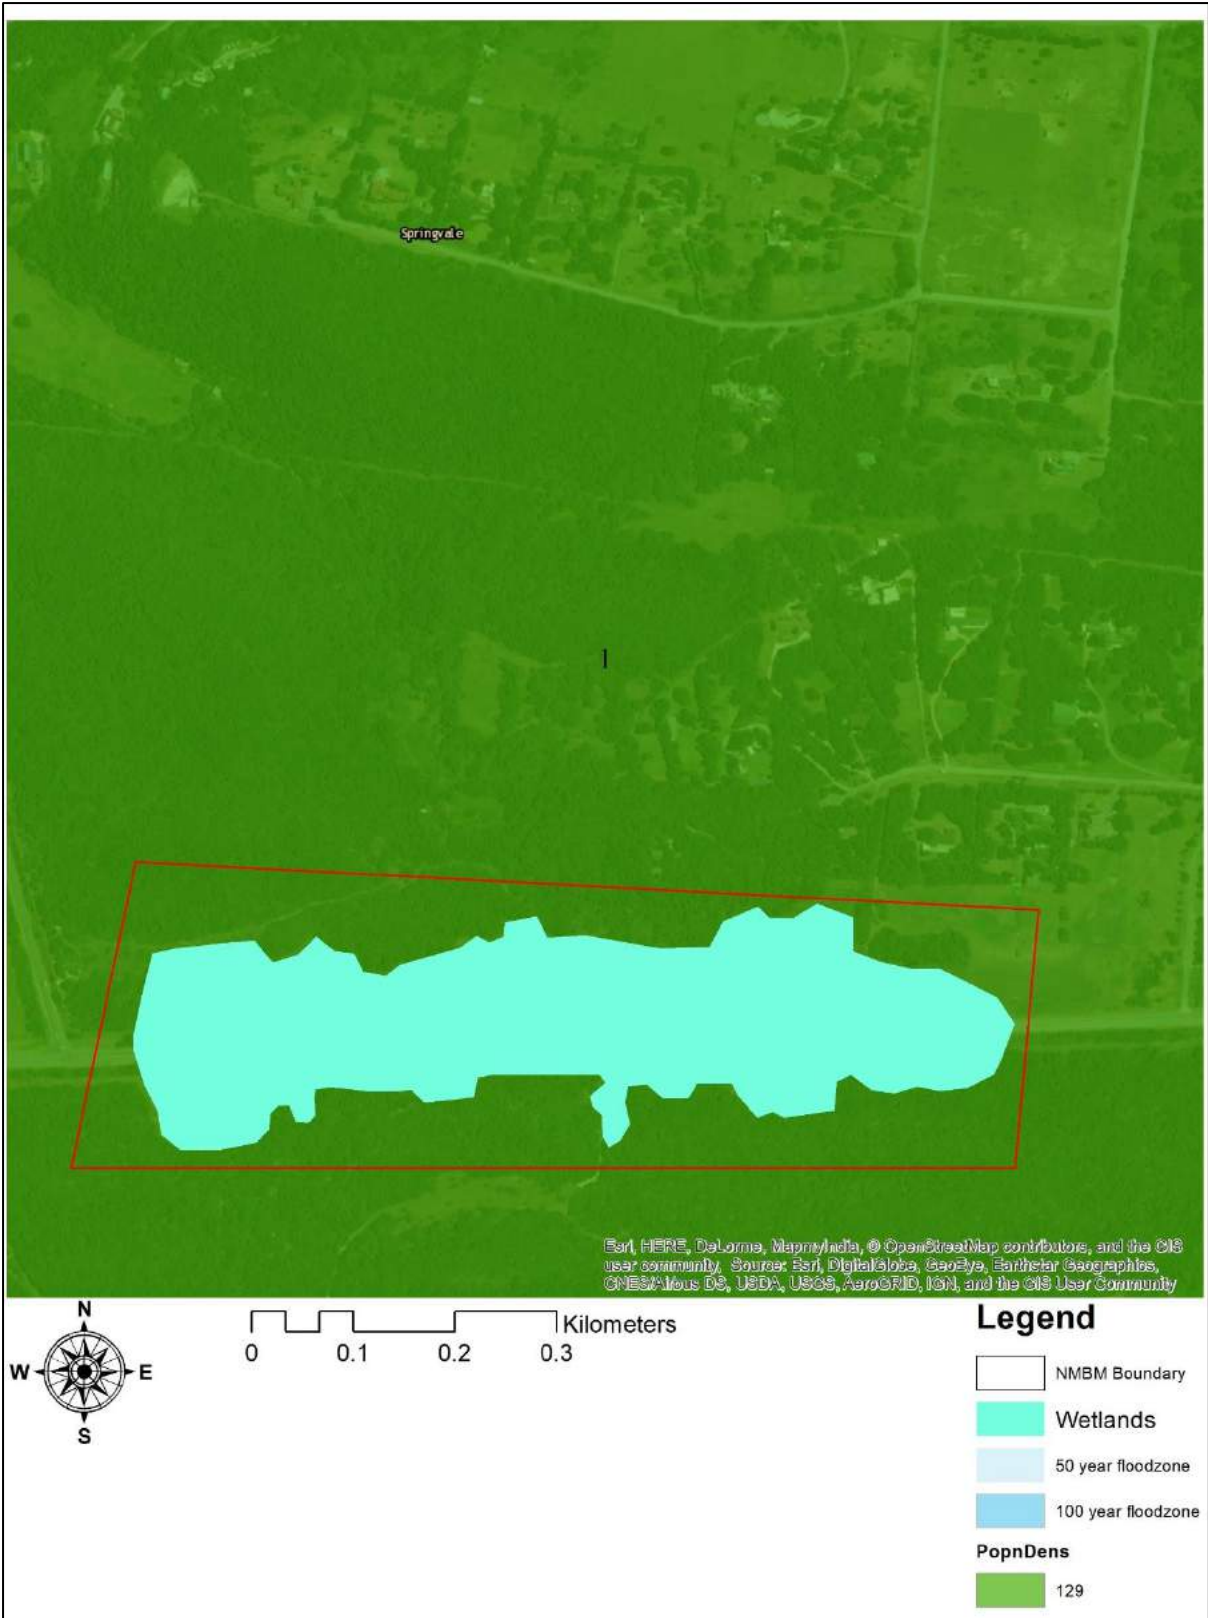 Springvale
1
Esri, HERE, DeLorme, MapmyIndia, © OpenStreetMap contributors, and the GIS
user community, Source: Esri, DigitalGlobe, GeoEye, Earthstar Geographics,
CNES/Airbus DS, USDA, USGS, AeroGRID, IGN, and the GIS User Community
N
W E
S
Kilometers
0 0.1 0.2 0.3
Legend
NMBM Boundary
Wetlands
50 year floodzone
100 year floodzone
PopnDens
129